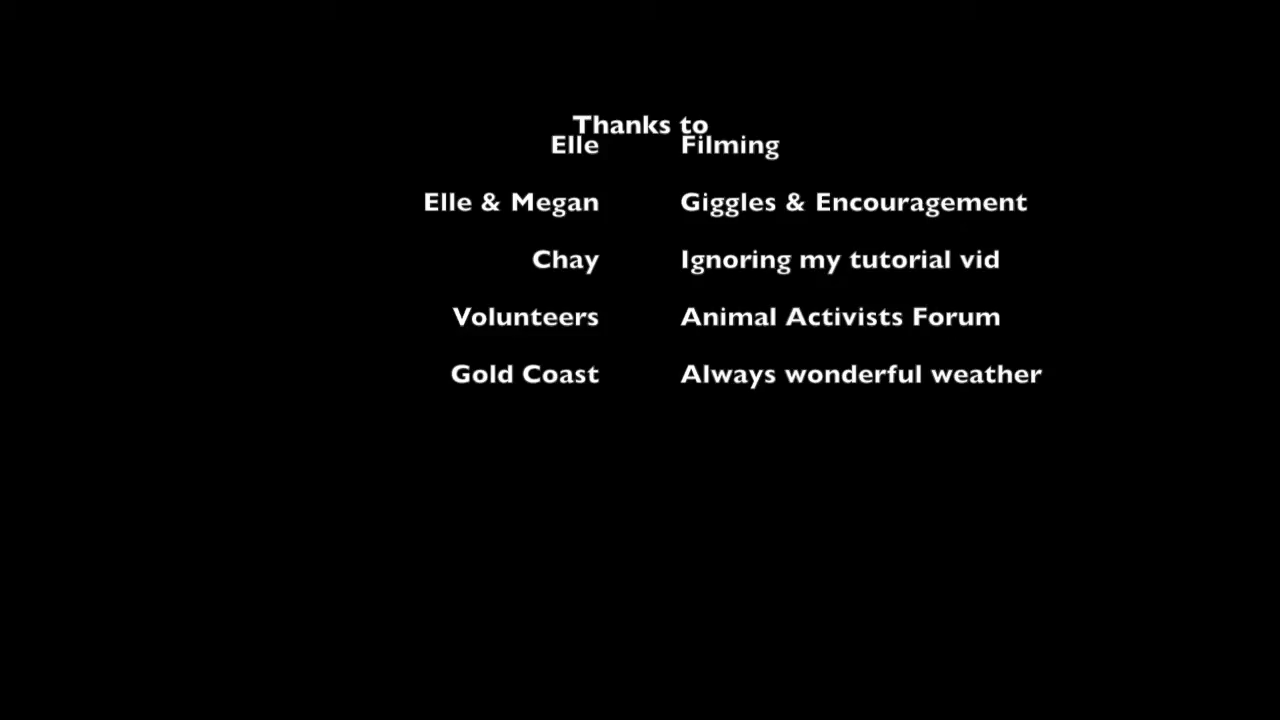 Thanks to
Elle Filming
Elle & Megan Giggles & Encouragement
Chay Ignoring my tutorial vid
Volunteers Animal Activists Forum
Gold Coast Always wonderful weather